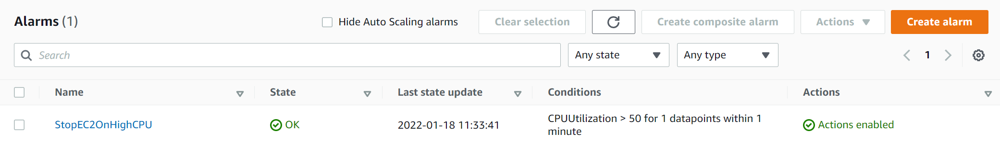 Alarms (1)
Hide Auto Scaling alarms
Clear selection
Create composite alarm
Actions
Create alarm
Search
Any state
Any type
1
Name
State
Last state update
Conditions
Actions
StopEC2OnHighCPU
OK
2022-01-18 11:33:41
CPUUtilization > 50 for 1 datapoints within 1
minute
Actions enabled